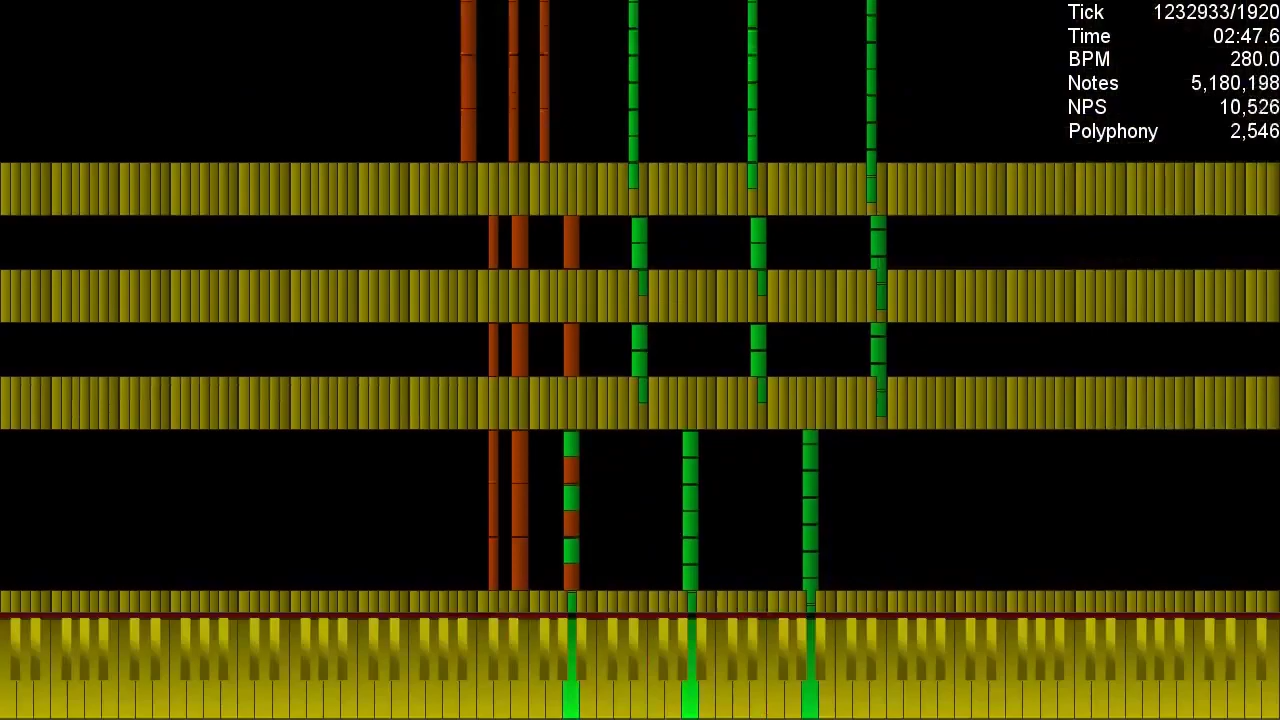 Tick 1232933/1920
Time 02:47.6
BPM 280.0
Notes 5,180,198
NPS 10,526
Polyphony 2,546